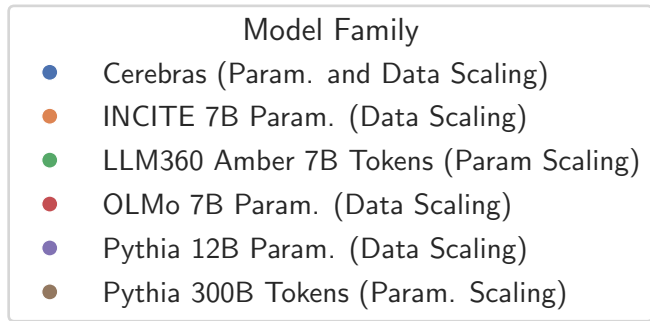 Model Family
Cerebras (Param. and Data Scaling)
INCITE 7B Param. (Data Scaling)
LLM360 Amber 7B Tokens (Param Scaling)
OLMo 7B Param. (Data Scaling)
Pythia 12B Param. (Data Scaling)
Pythia 300B Tokens (Param. Scaling)